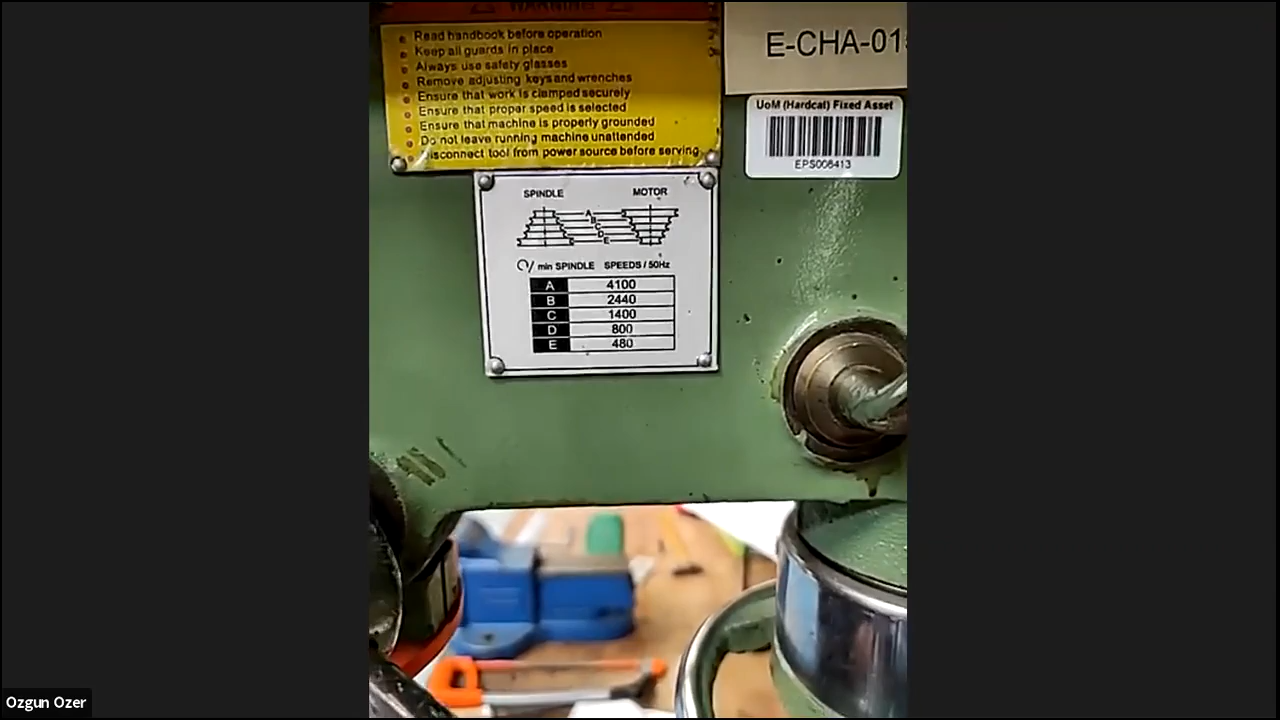 WARNING
Read handbook before operation
Keep all guards in place
Always use safety glasses
Remove adjusting keys and wrenches
Ensure that work is clamped securely
Ensure that proper speed is selected
Ensure that machine is properly grounded
Do not leave running machine unattended
Disconnect tool from power source before serving
E-CHA-01
UoM (Hardcat) Fixed Asset
EPS006413
SPINDLE MOTOR
A
B
C
D
E
min SPINDLE SPEEDS / 50Hz
A 4100
B 2440
C 1400
D 800
E 480
Ozgun Ozer